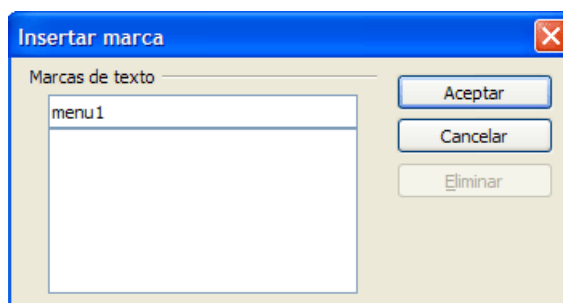 Insertar marca
Marcas de texto
menu1
Aceptar
Cancelar
Eliminar